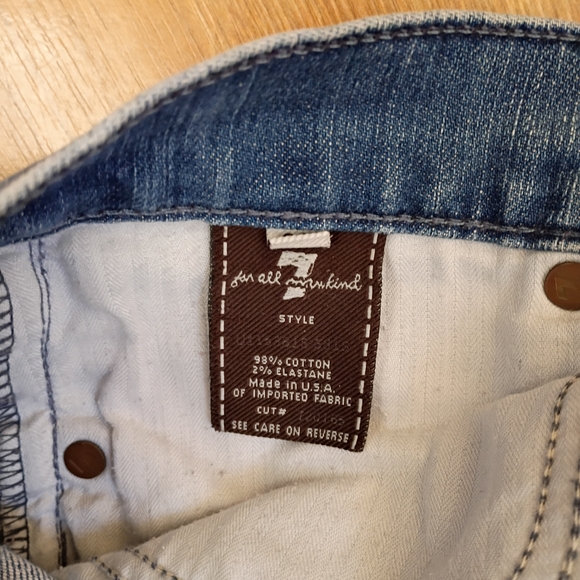 7
for all mankind
STYLE
98% COTTON
2% ELASTANE
Made in U.S.A.
OF IMPORTED FABRIC
CUT#
SEE CARE ON REVERSE